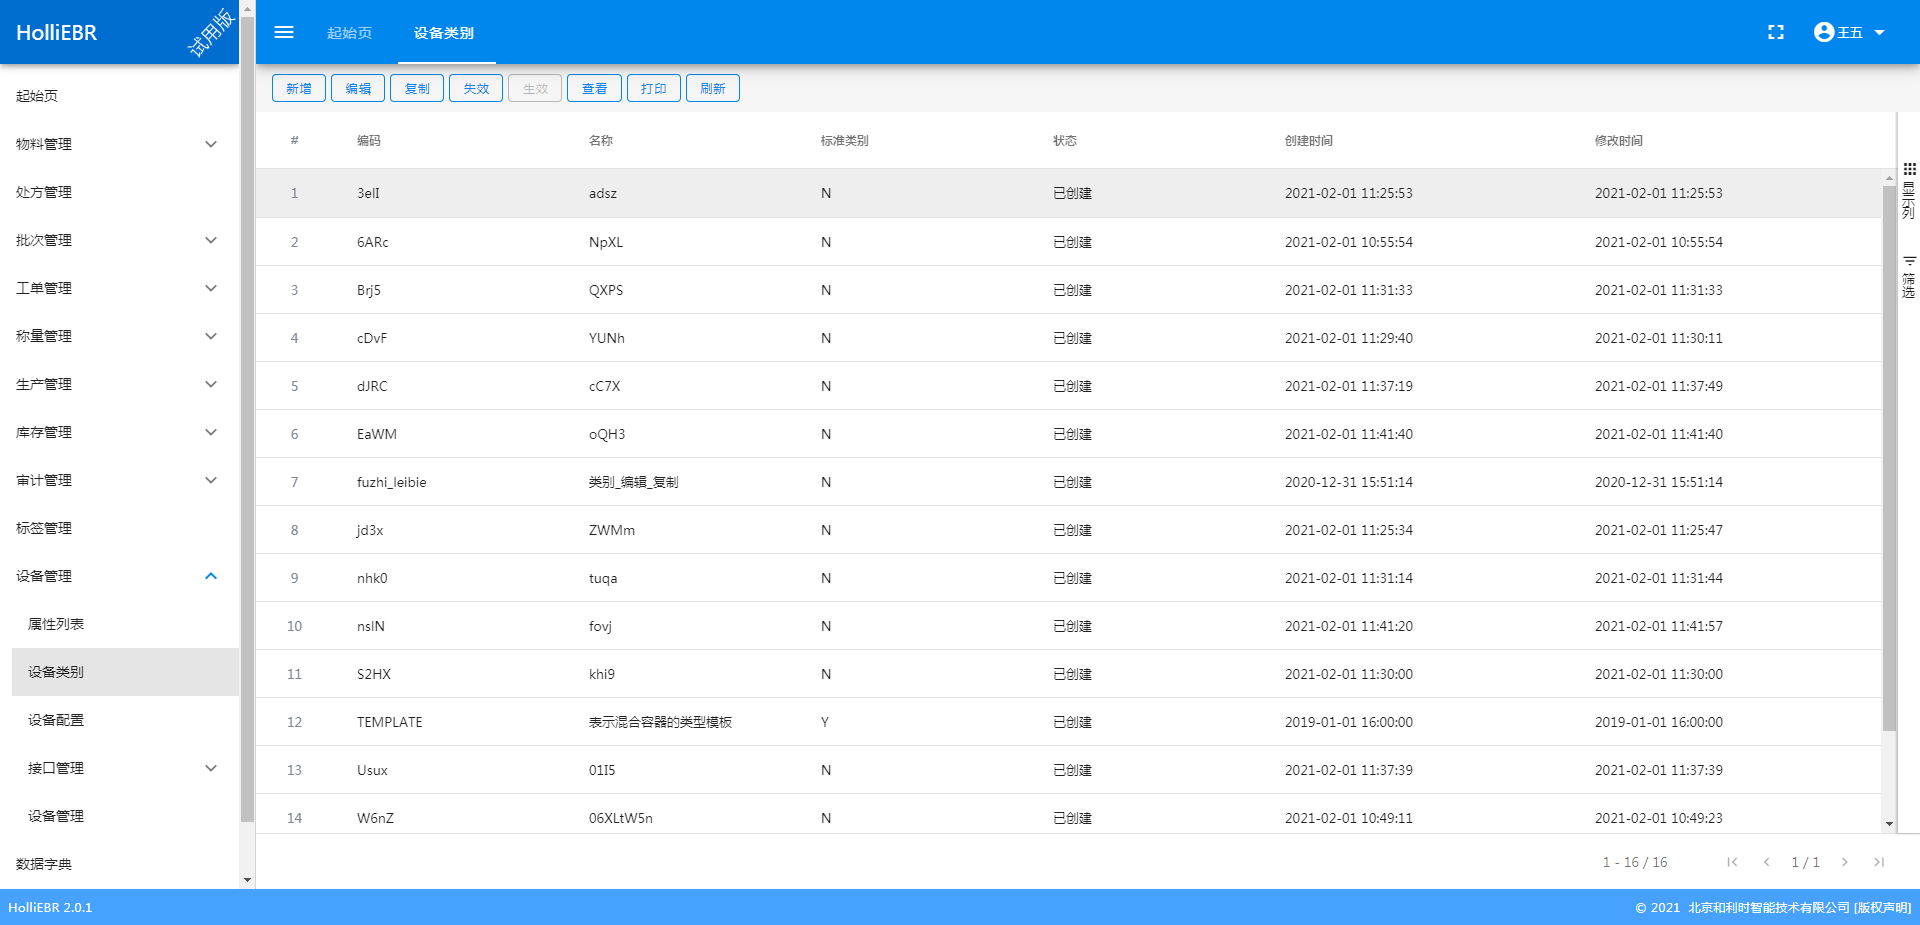 HolliEBR 试用版
起始页 设备类别 王五
新增 编辑 复制 失效 生效 查看 打印 刷新
起始页
物料管理
处方管理
批次管理
工单管理
称量管理
生产管理
库存管理
审计管理
标签管理
设备管理
属性列表
设备类别
设备配置
接口管理
设备管理
数据字典
# 编码 名称 标准类别 状态 创建时间 修改时间
1 3elI adsz N 已创建 2021-02-01 11:25:53 2021-02-01 11:25:53
2 6ARc NpXL N 已创建 2021-02-01 10:55:54 2021-02-01 10:55:54
3 Brj5 QXPS N 已创建 2021-02-01 11:31:33 2021-02-01 11:31:33
4 cDvF YUNh N 已创建 2021-02-01 11:29:40 2021-02-01 11:30:11
5 dJRC cC7X N 已创建 2021-02-01 11:37:19 2021-02-01 11:37:49
6 EaWM oQH3 N 已创建 2021-02-01 11:41:40 2021-02-01 11:41:40
7 fuzhi_leibie 类别_编辑_复制 N 已创建 2020-12-31 15:51:14 2020-12-31 15:51:14
8 jd3x ZWMm N 已创建 2021-02-01 11:25:34 2021-02-01 11:25:47
9 nhk0 tuqa N 已创建 2021-02-01 11:31:14 2021-02-01 11:31:44
10 nslN fovj N 已创建 2021-02-01 11:41:20 2021-02-01 11:41:57
11 S2HX khi9 N 已创建 2021-02-01 11:30:00 2021-02-01 11:30:00
12 TEMPLATE 表示混合容器的类型模板 Y 已创建 2019-01-01 16:00:00 2019-01-01 16:00:00
13 Usux 01I5 N 已创建 2021-02-01 11:37:39 2021-02-01 11:37:39
14 W6nZ 06XLtW5n N 已创建 2021-02-01 10:49:11 2021-02-01 10:49:23
显示列
筛选
1 - 16 / 16 1 / 1
HolliEBR 2.0.1
© 2021 北京和利时智能技术有限公司 [版权声明]